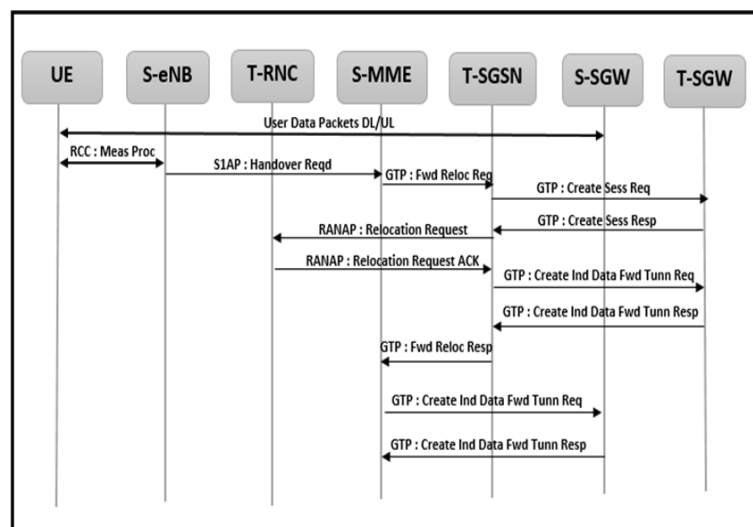 UE
S-eNB
T-RNC
S-MME
T-SGSN
S-SGW
T-SGW
User Data Packets DL/UL
RCC : Meas Proc
S1AP : Handover Reqd
GTP : Fwd Reloc Req
GTP : Create Sess Req
GTP : Create Sess Resp
RANAP : Relocation Request
RANAP : Relocation Request ACK
GTP : Create Ind Data Fwd Tunn Req
GTP : Create Ind Data Fwd Tunn Resp
GTP : Fwd Reloc Resp
GTP : Create Ind Data Fwd Tunn Req
GTP : Create Ind Data Fwd Tunn Resp